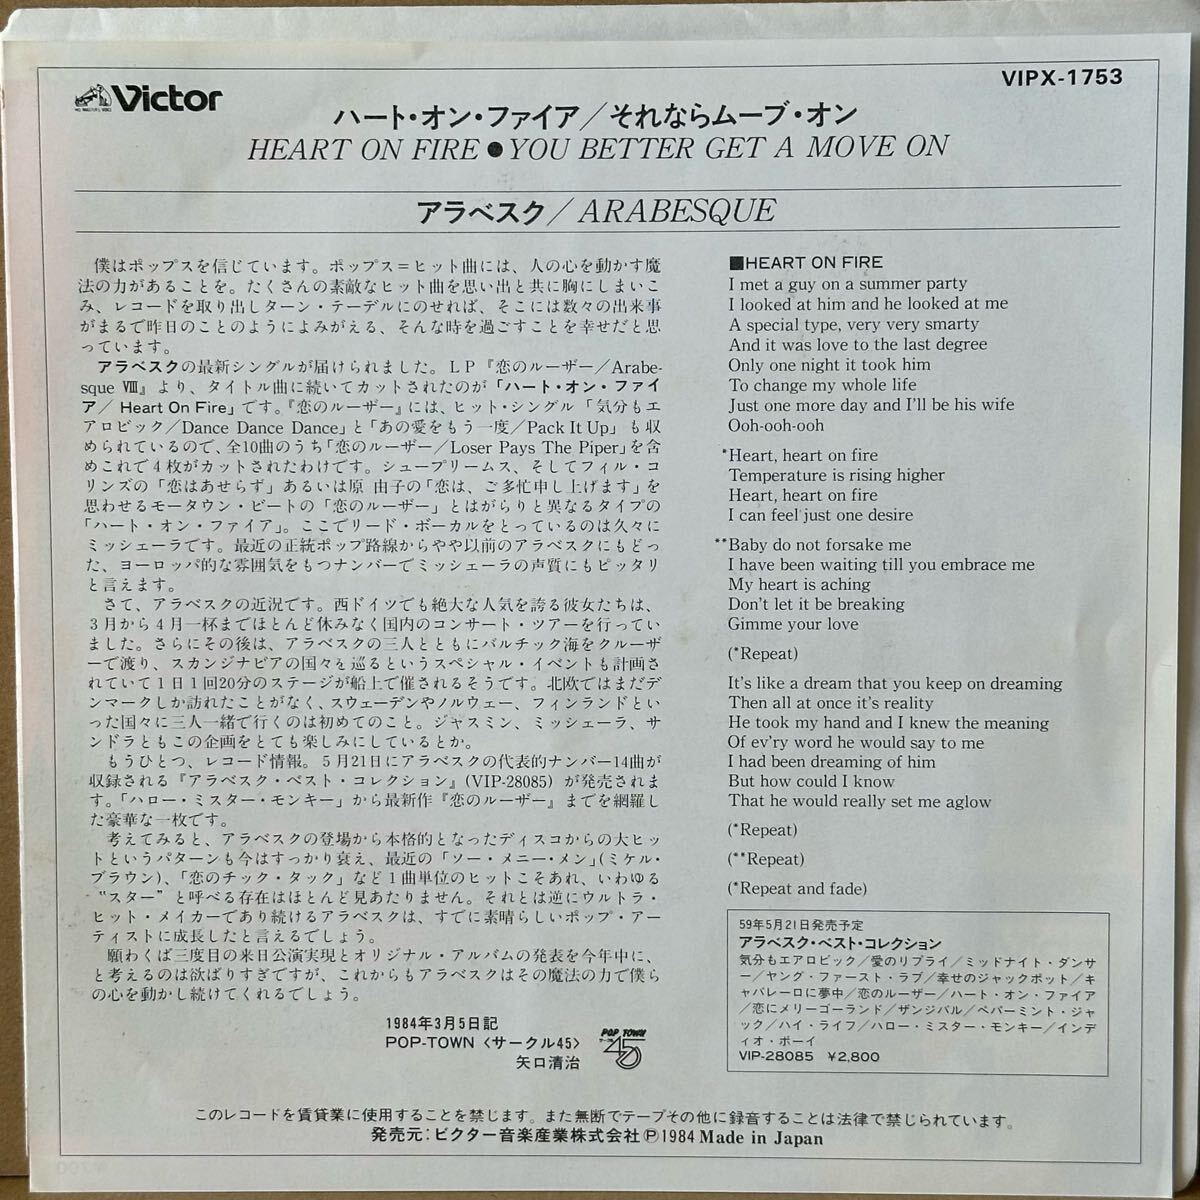 VIPX-1753
Victor
ハート・オン・ファイア/それならムーブ・オン
HEART ON FIRE●YOU BETTER GET A MOVE ON
アラベスク/ARABESQUE
僕はポップスを信じています。ポップス=ヒット曲には、人の心を動かす魔
法の力があることを。たくさんの素敵なヒット曲を思い出と共に胸にしまいこ
み、レコードを取り出しターン・テーデルにのせれば、そこには数々の出来事
がまるで昨日のことのようによみがえる、そんな時を過ごすことを幸せだと思
っています。
アラベスクの最新シングルが届けられました。LP『恋のルーザー/Arabe-
sque Ⅷ』より、タイトル曲に続いてカットされたのが「ハート・オン・ファイ
ア/ Heart On Fire」です。『恋のルーザー』には、ヒット・シングル「気分もエ
アロビック/Dance Dance Dance」と「あの愛をもう一度/Pack It Up」も収
められているので、全10曲のうち「恋のルーザー/Loser Pays The Piper」を含
めこれで4枚がカットされたわけです。シュープリームス、そしてフィル・コ
リンズの「恋はあせらず」あるいは原 由子の「恋は、ご多忙申し上げます」を
思わせるモータウン・ビートの「恋のルーザー」とはがらりと異なるタイプの
「ハート・オン・ファイア」。ここでリード・ボーカルをとっているのは久々に
ミッシェーラです。最近の正統ポップ路線からやや以前のアラベスクにもどっ
た、ヨーロッパ的な雰囲気をもつナンバーでミッシェーラの声質にもピッタリ
と言えます。
さて、アラベスクの近況です。西ドイツでも絶大な人気を誇る彼女たちは、
3月から4月一杯までほとんど休みなく国内のコンサート・ツアーを行ってい
ました。さらにその後は、アラベスクの三人とともにバルチック海をクルーザ
ーで渡り、スカンジナビアの国々を巡るというスペシャル・イベントも計画さ
れていて1日1回20分のステージが船上で催されるそうです。北欧ではまだデ
ンマークしか訪れたことがなく、スウェーデンやノルウェー、フィンランドとい
った国々に三人一緒で行くのは初めてのこと。ジャスミン、ミッシェーラ、サ
ンドラともこの企画をとても楽しみにしているとか。
もうひとつ、レコード情報。5月21日にアラベスクの代表的ナンバー14曲が
収録される『アラベスク・ベスト・コレクション』(VIP-28085)が発売されま
す。「ハロー・ミスター・モンキー」から最新作『恋のルーザー』までを網羅し
た豪華な一枚です。
考えてみると、アラベスクの登場から本格的となったディスコからの大ヒッ
トというパターンも今はすっかり衰え、最近の「ソー・メニー・メン」(ミケル・
ブラウン)、「恋のチック・タック」など1曲単位のヒットこそあれ、いわゆる
"スター"と呼べる存在はほとんど見あたりません。それとは逆にウルトラ・
ヒット・メイカーであり続けるアラベスクは、すでに素晴らしいポップ・アー
ティストに成長したと言えるでしょう。
願わくば三度目の来日公演実現とオリジナル・アルバムの発表を今年中に、
と考えるのは欲ばりすぎですが、これからもアラベスクはその魔法の力で僕ら
の心を動かし続けてくれるでしょう。
1984年3月5日記
POP-TOWN〈サークル45〉
矢口清治
POP TOWN
45
■HEART ON FIRE
I met a guy on a summer party
I looked at him and he looked at me
A special type, very very smarty
And it was love to the last degree
Only one night it took him
To change my whole life
Just one more day and I'll be his wife
Ooh-ooh-ooh
*Heart, heart on fire
Temperature is rising higher
Heart, heart on fire
I can feel just one desire
**Baby do not forsake me
I have been waiting till you embrace me
My heart is aching
Don't let it be breaking
Gimme your love
(*Repeat)
It's like a dream that you keep on dreaming
Then all at once it's reality
He took my hand and I knew the meaning
Of ev'ry word he would say to me
I had been dreaming of him
But how could I know
That he would really set me aglow
(*Repeat)
(**Repeat)
(*Repeat and fade)
59年5月21日発売予定
アラベスク・ベスト・コレクション
気分もエアロビック/愛のリプライ/ミッドナイト・ダンサ
ー/ヤング・ファースト・ラブ/幸せのジャックポット/キ
ャバレーロに夢中/恋のルーザー/ハート・オン・ファイア
/恋にメリーゴーランド/ザンジバル/ペパーミント・ジャ
ック/ハイ・ライフ/ハロー・ミスター・モンキー/インデ
ィオ・ボーイ
VIP-28085 ¥2,800
このレコードを賃貸業に使用することを禁じます。また無断でテープその他に録音することは法律で禁じられています。
発売元:ビクター音楽産業株式会社Ⓟ1984 Made in Japan